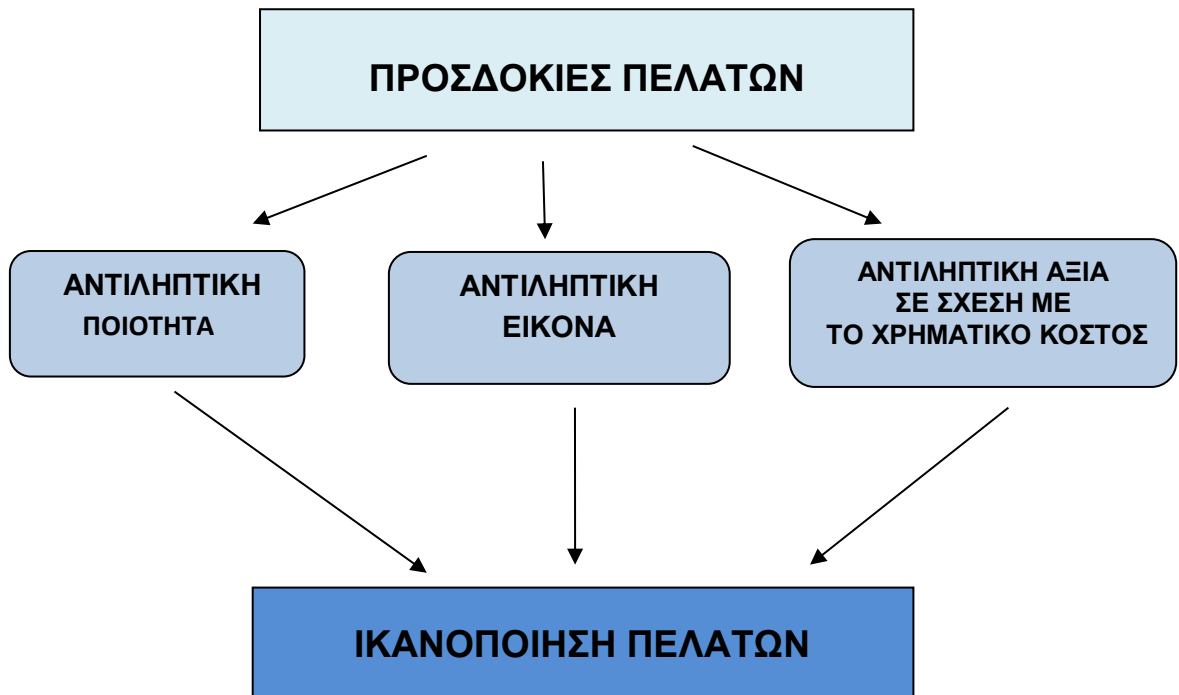 ΠΡΟΣΔΟΚΙΕΣ ΠΕΛΑΤΩΝ
ΑΝΤΙΛΗΠΤΙΚΗ
ΠΟΙΟΤΗΤΑ
ΑΝΤΙΛΗΠΤΙΚΗ
ΕΙΚΟΝΑ
ΑΝΤΙΛΗΠΤΙΚΗ ΑΞΙΑ
ΣΕ ΣΧΕΣΗ ΜΕ
ΤΟ ΧΡΗΜΑΤΙΚΟ ΚΟΣΤΟΣ
ΙΚΑΝΟΠΟΙΗΣΗ ΠΕΛΑΤΩΝ